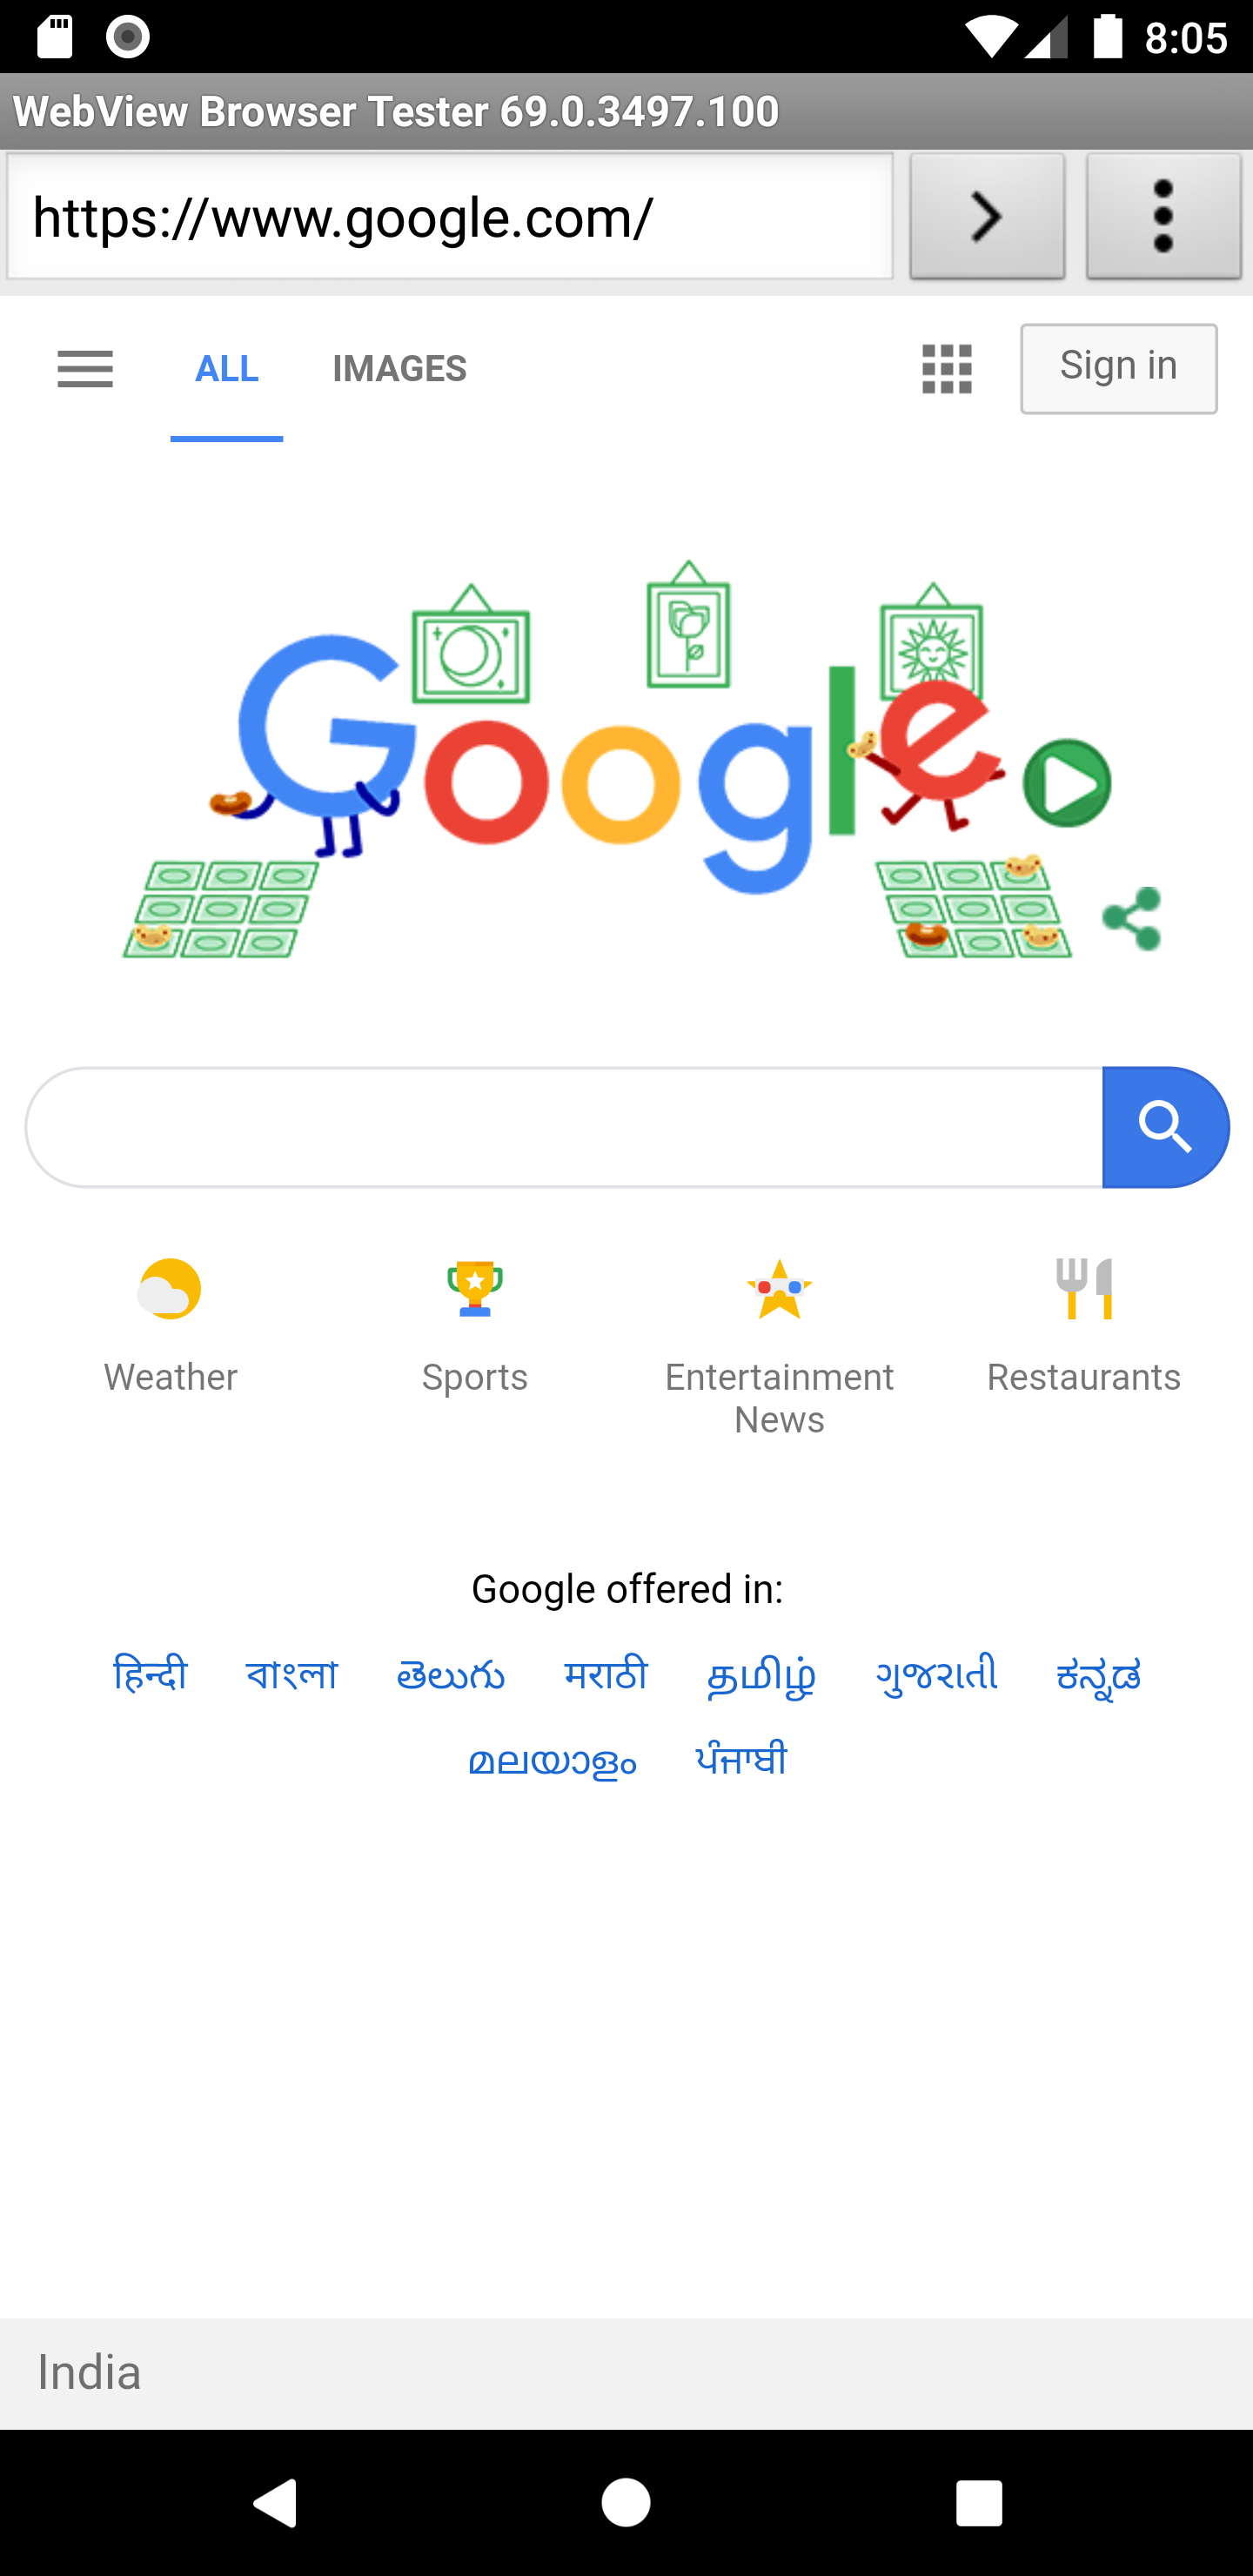 8:05
WebView Browser Tester 69.0.3497.100
https://www.google.com/
ALL IMAGES Sign in
Google
Weather Sports Entertainment News Restaurants
Google offered in:
हिन्दी বাংলা తెలుగు मराठी தமிழ் ગુજરાતી ಕನ್ನಡ
മലയാളം ਪੰਜਾਬੀ
India